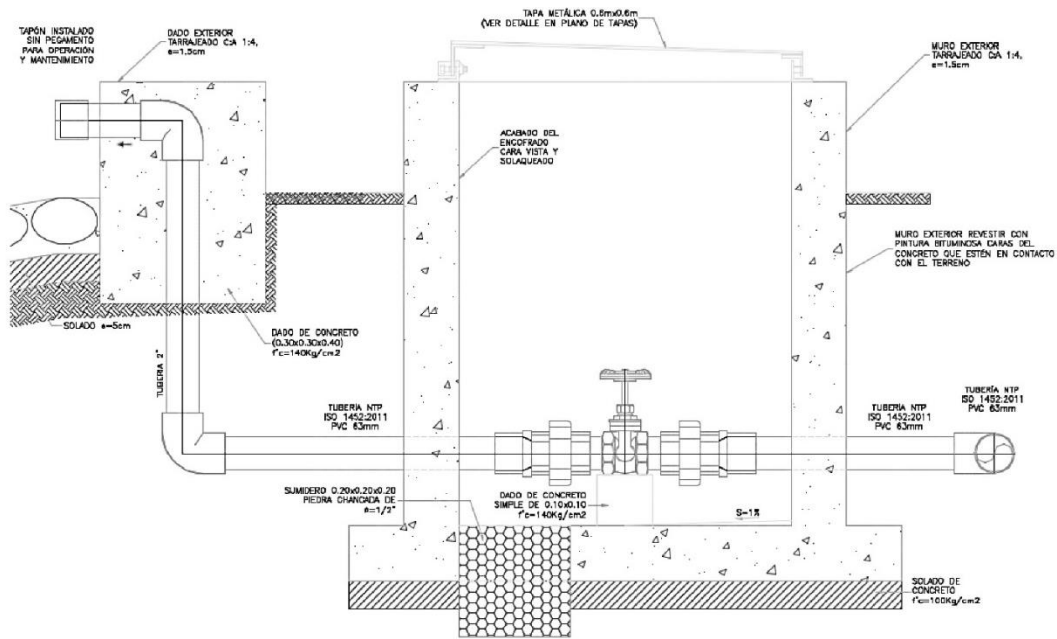 TAPÓN INSTALADO
SIN PEGAMENTO
PARA OPERACIÓN
Y MANTENIMIENTO
DADO EXTERIOR
TARRAJEADO C:A 1:4,
e=1.5cm
TAPA METÁLICA 0.6mx0.6m
(VER DETALLE EN PLANO DE TAPAS)
MURO EXTERIOR
TARRAJEADO C:A 1:4,
e=1.5cm
ACABADO DEL
ENCOFRADO
CARA VISTA Y
SOLAQUEADO
MURO EXTERIOR REVESTIR CON
PINTURA BITUMINOSA CARAS DEL
CONCRETO QUE ESTÉN EN CONTACTO
CON EL TERRENO
SOLADO e=5cm
DADO DE CONCRETO
(0.30x0.30x0.40)
f'c=140Kg/cm2
TUBERIA 2"
TUBERÍA NTP
ISO 1452:2011
PVC 63mm
TUBERÍA NTP
ISO 1452:2011
PVC 63mm
TUBERÍA NTP
ISO 1452:2011
PVC 63mm
SUMIDERO 0.20x0.20x0.20
PIEDRA CHANCADA DE
ø=1/2"
DADO DE CONCRETO
SIMPLE DE 0.10x0.10
f'c=140Kg/cm2
S=1%
SOLADO DE
CONCRETO
f'c=100Kg/cm2